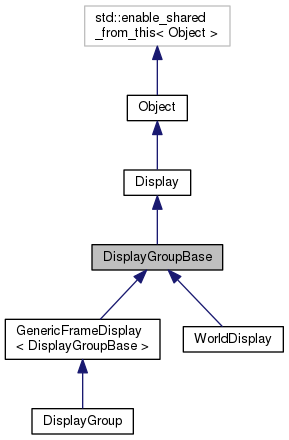 std::enable_shared
_from_this< Object >
Object
Display
DisplayGroupBase
GenericFrameDisplay
< DisplayGroupBase >
WorldDisplay
DisplayGroup